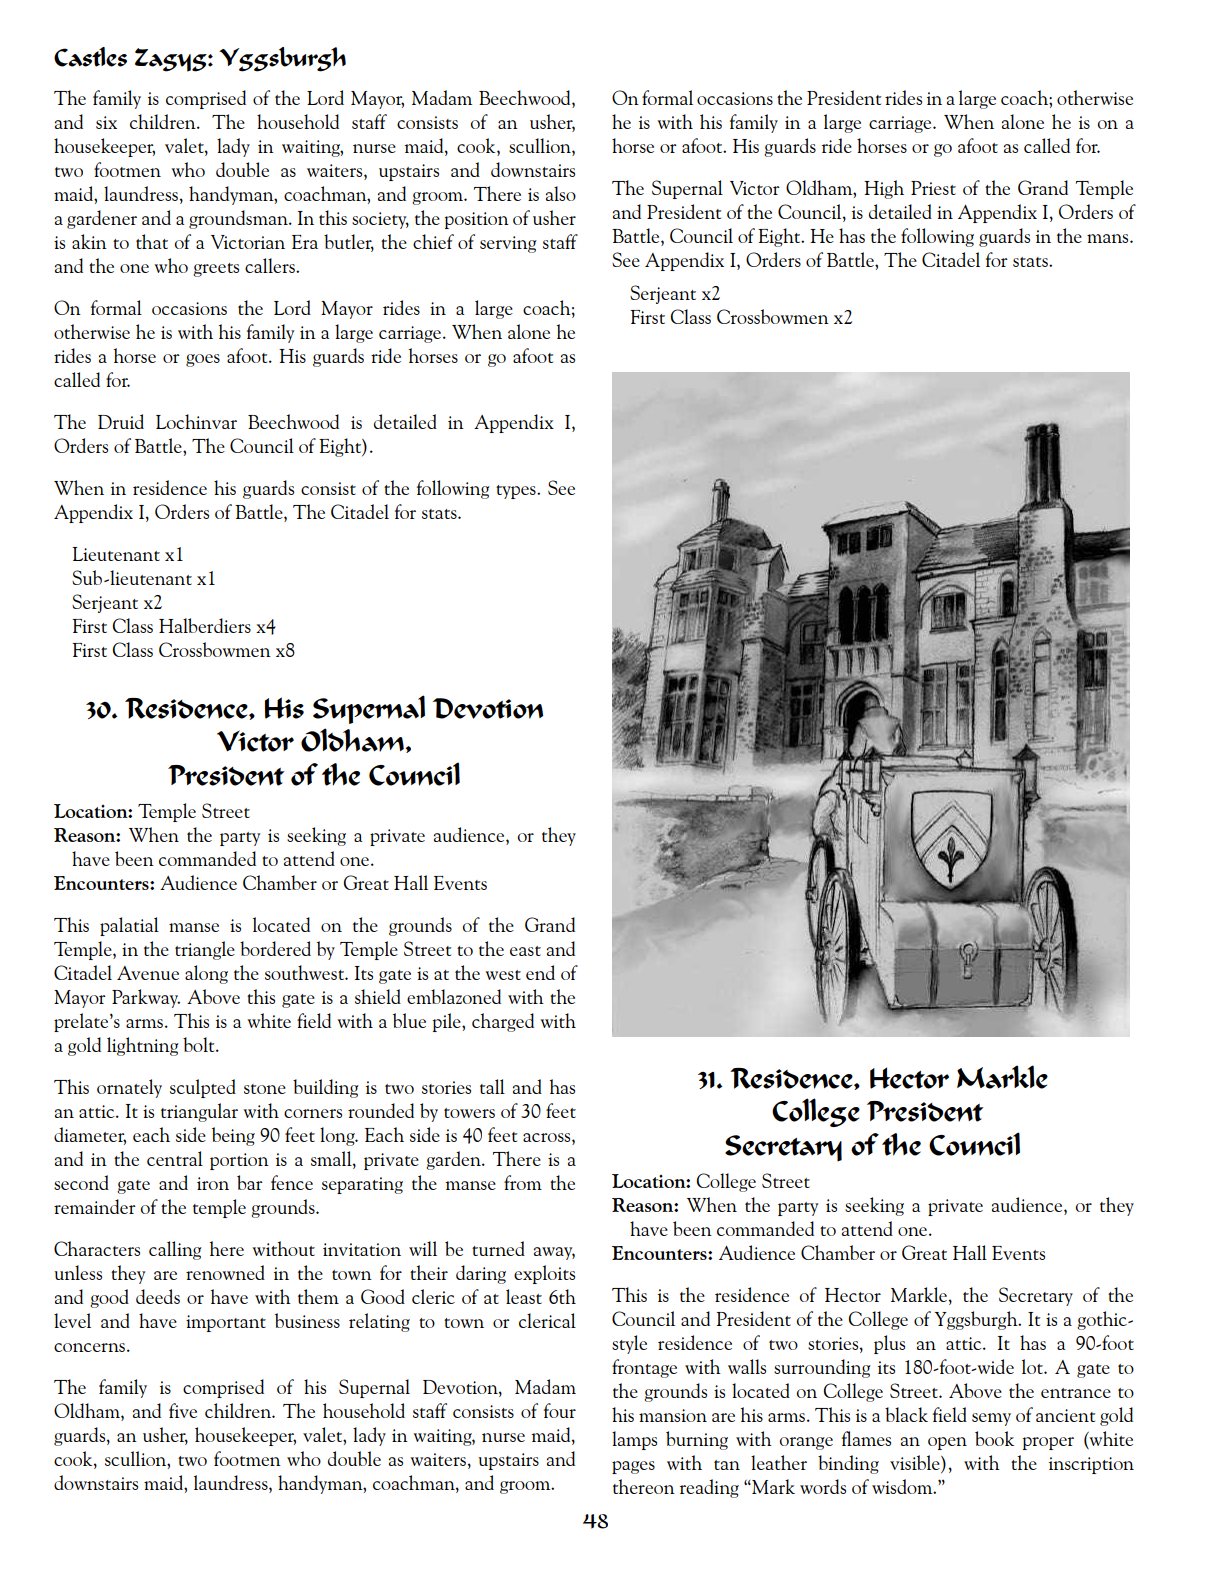 Castles Zagyg: Yggsburgh
The family is comprised of the Lord Mayor, Madam Beechwood,
and six children. The household staff consists of an usher,
housekeeper, valet, lady in waiting, nurse maid, cook, scullion,
two footmen who double as waiters, upstairs and downstairs
maid, laundress, handyman, coachman, and groom. There is also
a gardener and a groundsman. In this society, the position of usher
is akin to that of a Victorian Era butler, the chief of serving staff
and the one who greets callers.
On formal occasions the Lord Mayor rides in a large coach;
otherwise he is with his family in a large carriage. When alone he
rides a horse or goes afoot. His guards ride horses or go afoot as
called for.
The Druid Lochinvar Beechwood is detailed in Appendix I,
Orders of Battle, The Council of Eight).
When in residence his guards consist of the following types. See
Appendix I, Orders of Battle, The Citadel for stats.
Lieutenant x1
Sub-lieutenant x1
Serjeant x2
First Class Halberdiers x4
First Class Crossbowmen x8
30. Residence, His Supernal Devotion
Victor Oldham,
President of the Council
Location: Temple Street
Reason: When the party is seeking a private audience, or they
have been commanded to attend one.
Encounters: Audience Chamber or Great Hall Events
This palatial manse is located on the grounds of the Grand
Temple, in the triangle bordered by Temple Street to the east and
Citadel Avenue along the southwest. Its gate is at the west end of
Mayor Parkway. Above this gate is a shield emblazoned with the
prelate's arms. This is a white field with a blue pile, charged with
a gold lightning bolt.
This ornately sculpted stone building is two stories tall and has
an attic. It is triangular with corners rounded by towers of 30 feet
diameter, each side being 90 feet long. Each side is 40 feet across,
and in the central portion is a small, private garden. There is a
second gate and iron bar fence separating the manse from the
remainder of the temple grounds.
Characters calling here without invitation will be turned away,
unless they are renowned in the town for their daring exploits
and good deeds or have with them a Good cleric of at least 6th
level and have important business relating to town or clerical
concerns.
The family is comprised of his Supernal Devotion, Madam
Oldham, and five children. The household staff consists of four
guards, an usher, housekeeper, valet, lady in waiting, nurse maid,
cook, scullion, two footmen who double as waiters, upstairs and
downstairs maid, laundress, handyman, coachman, and groom.
On formal occasions the President rides in a large coach; otherwise
he is with his family in a large carriage. When alone he is on a
horse or afoot. His guards ride horses or go afoot as called for.
The Supernal Victor Oldham, High Priest of the Grand Temple
and President of the Council, is detailed in Appendix I, Orders of
Battle, Council of Eight. He has the following guards in the mans.
See Appendix I, Orders of Battle, The Citadel for stats.
Serjeant x2
First Class Crossbowmen x2
31. Residence, Hector Markle
College President
Secretary of the Council
Location: College Street
Reason: When the party is seeking a private audience, or they
have been commanded to attend one.
Encounters: Audience Chamber or Great Hall Events
This is the residence of Hector Markle, the Secretary of the
Council and President of the College of Yggsburgh. It is a gothic-
style residence of two stories, plus an attic. It has a 90-foot
frontage with walls surrounding its 180-foot-wide lot. A gate to
the grounds is located on College Street. Above the entrance to
his mansion are his arms. This is a black field semy of ancient gold
lamps burning with orange flames an open book proper (white
pages with tan leather binding visible), with the inscription
thereon reading “Mark words of wisdom.”
48